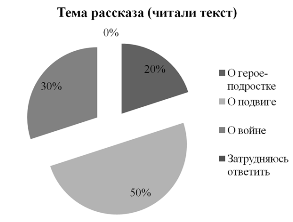 Тема рассказа (читали текст)
0%
20%
30%
50%
О герое-
подростке
О подвиге
О войне
Затрудняюсь
ответить